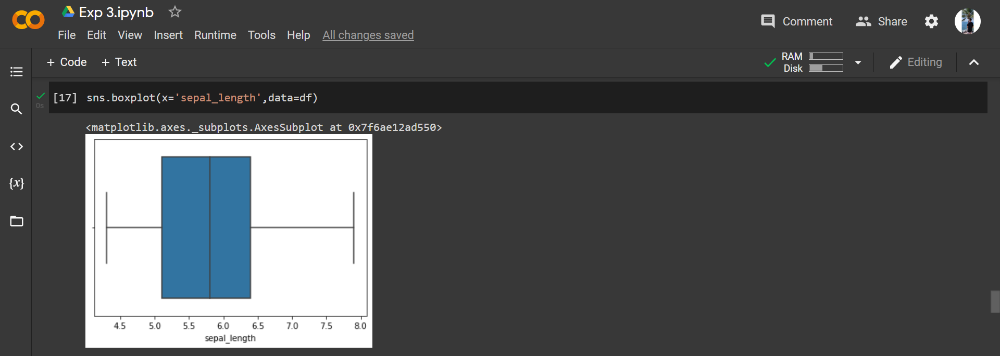 Exp 3.ipynb
File Edit View Insert Runtime Tools Help All changes saved
Comment Share
+ Code + Text
RAM
Disk
Editing
[17] sns.boxplot(x='sepal_length',data=df)
0s
<matplotlib.axes._subplots.AxesSubplot at 0x7f6ae12ad550>
{x}
4.5 5.0 5.5 6.0 6.5 7.0 7.5 8.0
sepal_length